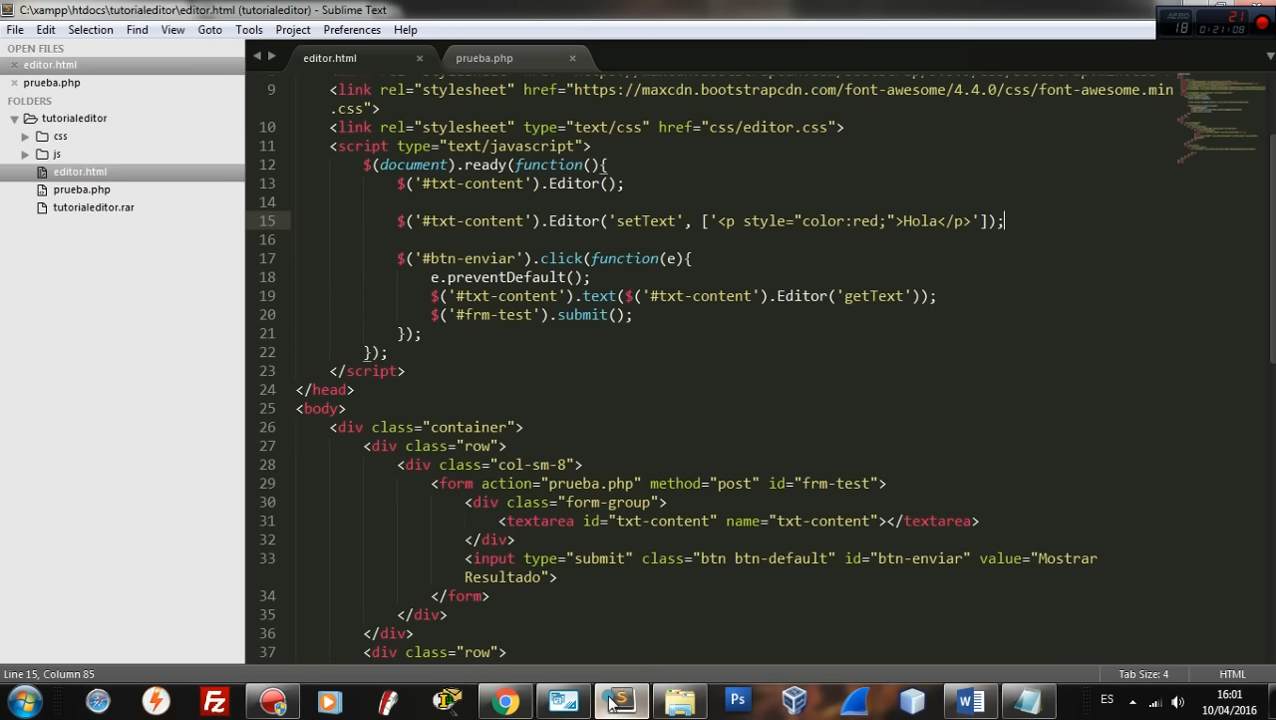 C:\xampp\htdocs\tutorialeditor\editor.html (tutorialeditor) - Sublime Text
File Edit Selection Find View Goto Tools Project Preferences Help
AERO 18
21
0:21:08
OPEN FILES
editor.html
prueba.php
FOLDERS
tutorialeditor
css
js
editor.html
prueba.php
tutorialeditor.rar
editor.html
prueba.php
9 <link rel="stylesheet" href="https://maxcdn.bootstrapcdn.com/font-awesome/4.4.0/css/font-awesome.min
.css">
10 <link rel="stylesheet" type="text/css" href="css/editor.css">
11 <script type="text/javascript">
12 $(document).ready(function(){
13 $('#txt-content').Editor();
14
15 $('#txt-content').Editor('setText', ['<p style="color:red;">Hola</p>']);
16
17 $('#btn-enviar').click(function(e){
18 e.preventDefault();
19 $('#txt-content').text($('#txt-content').Editor('getText'));
20 $('#frm-test').submit();
21 });
22 });
23 </script>
24 </head>
25 <body>
26 <div class="container">
27 <div class="row">
28 <div class="col-sm-8">
29 <form action="prueba.php" method="post" id="frm-test">
30 <div class="form-group">
31 <textarea id="txt-content" name="txt-content"></textarea>
32 </div>
33 <input type="submit" class="btn btn-default" id="btn-enviar" value="Mostrar
Resultado">
34 </form>
35 </div>
36 </div>
37 <div class="row">
Line 15, Column 85
Tab Size: 4
HTML
Fz
Ps
W
ES
16:01
10/04/2016